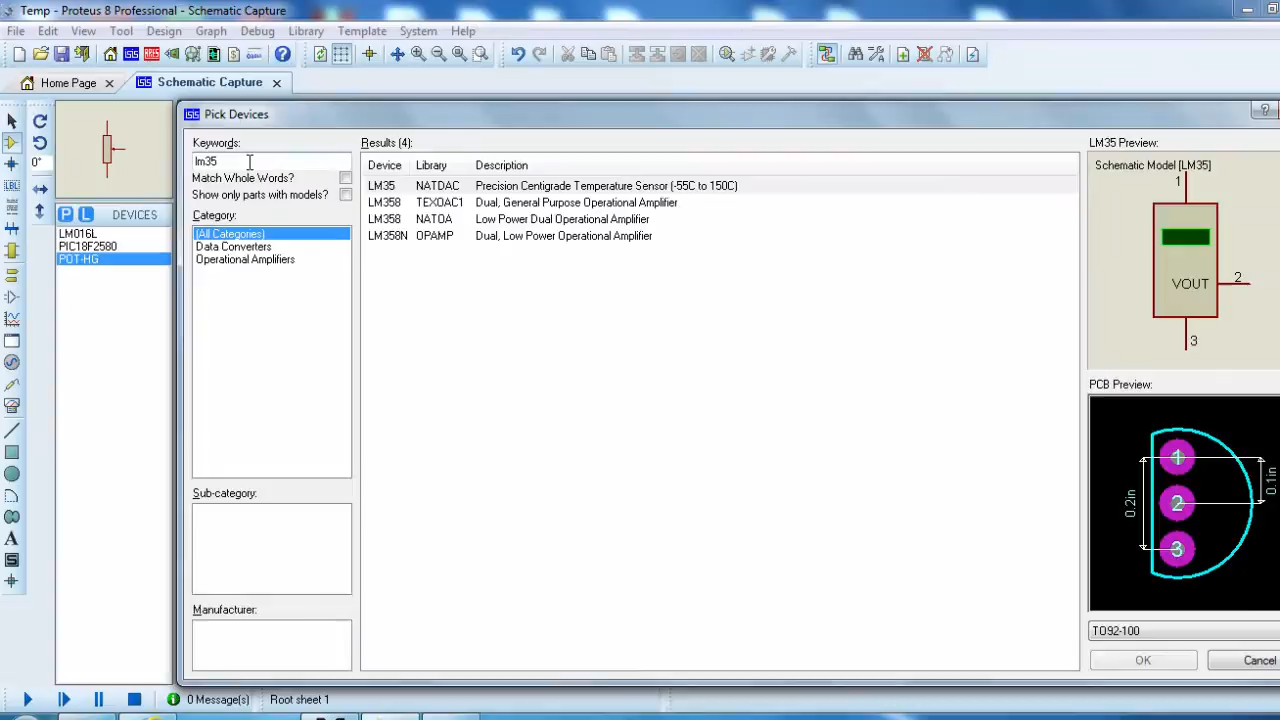 Temp - Proteus 8 Professional - Schematic Capture
File Edit View Tool Design Graph Debug Library Template System Help
Home Page Schematic Capture
Pick Devices
Keywords:
lm35
Match Whole Words?
Show only parts with models?
Category:
(All Categories)
Data Converters
Operational Amplifiers
Sub-category:
Manufacturer:
Results (4):
Device Library Description
LM35 NATDAC Precision Centigrade Temperature Sensor (-55C to 150C)
LM358 TEXOAC1 Dual, General Purpose Operational Amplifier
LM358 NATOA Low Power Dual Operational Amplifier
LM358N OPAMP Dual, Low Power Operational Amplifier
LM35 Preview:
Schematic Model [LM35]
1
VOUT
2
3
PCB Preview:
1
2
3
0.2in
0.1in
TO92-100
OK Cancel
0°
LBL
A
S
P L DEVICES
LM016L
PIC18F2580
POT-HG
0 Message(s) Root sheet 1